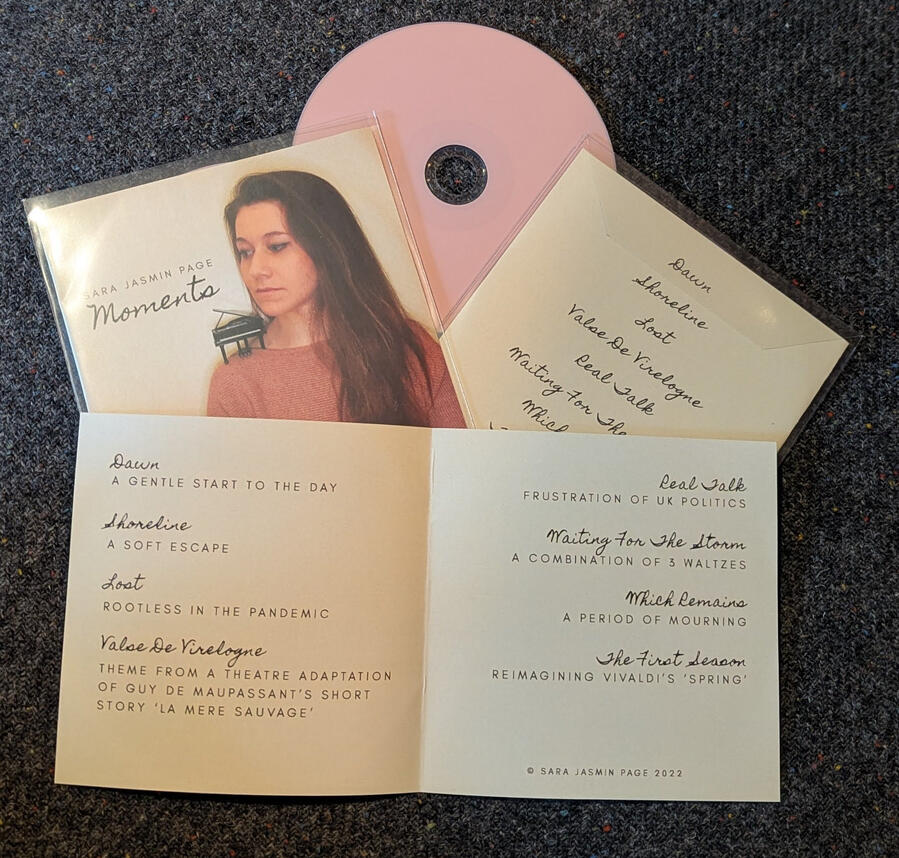 SARA JASMIN PAGE
Moments
Dawn
Shoreline
Lost
Valse De Virelogne
Real Talk
Waiting For The
Which
Dawn
A GENTLE START TO THE DAY
Shoreline
A SOFT ESCAPE
Lost
ROOTLESS IN THE PANDEMIC
Valse De Virelogne
THEME FROM A THEATRE ADAPTATION
OF GUY DE MAUPASSANT'S SHORT
STORY 'LA MERE SAUVAGE'
Real Talk
FRUSTRATION OF UK POLITICS
Waiting For The Storm
A COMBINATION OF 3 WALTZES
Which Remains
A PERIOD OF MOURNING
The First Season
REIMAGINING VIVALDI'S 'SPRING'
© SARA JASMIN PAGE 2022